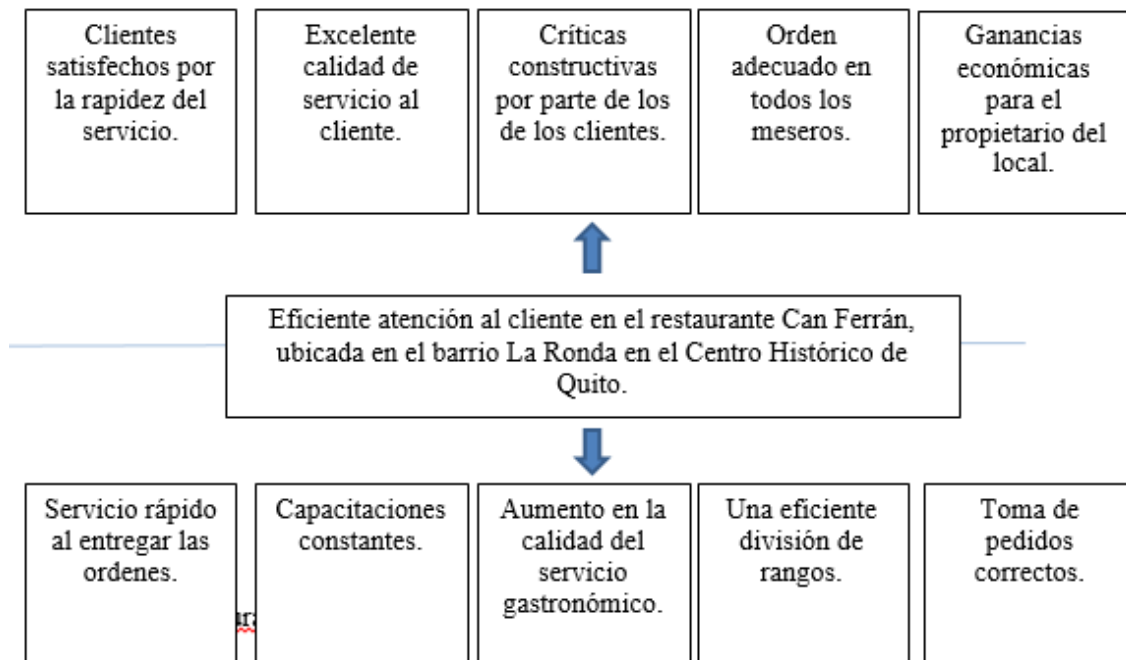 Clientes
satisfechos por
la rapidez del
servicio.
Excelente
calidad de
servicio al
cliente.
Críticas
constructivas
por parte de los
de los clientes.
Orden
adecuado en
todos los
meseros.
Ganancias
económicas
para el
propietario del
local.
Eficiente atención al cliente en el restaurante Can Ferrán,
ubicada en el barrio La Ronda en el Centro Histórico de
Quito.
Servicio rápido
al entregar las
ordenes.
Capacitaciones
constantes.
Aumento en la
calidad del
servicio
gastronómico.
Una eficiente
división de
rangos.
Toma de
pedidos
correctos.